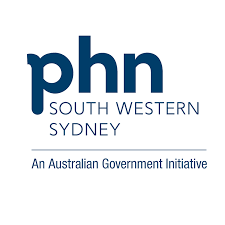 phn
SOUTH WESTERN
SYDNEY
An Australian Government Initiative